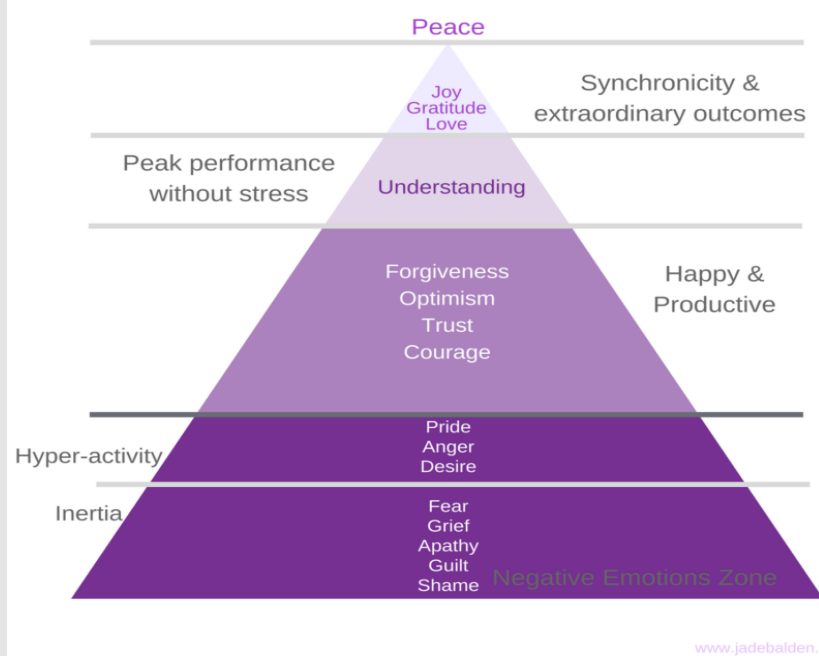 Peace
Joy
Gratitude
Love
Synchronicity &
extraordinary outcomes
Peak performance
without stress
Understanding
Forgiveness
Optimism
Trust
Courage
Happy &
Productive
Pride
Anger
Desire
Hyper-activity
Inertia
Fear
Grief
Apathy
Guilt
Shame
Negative Emotions Zone
www.jadebalden.